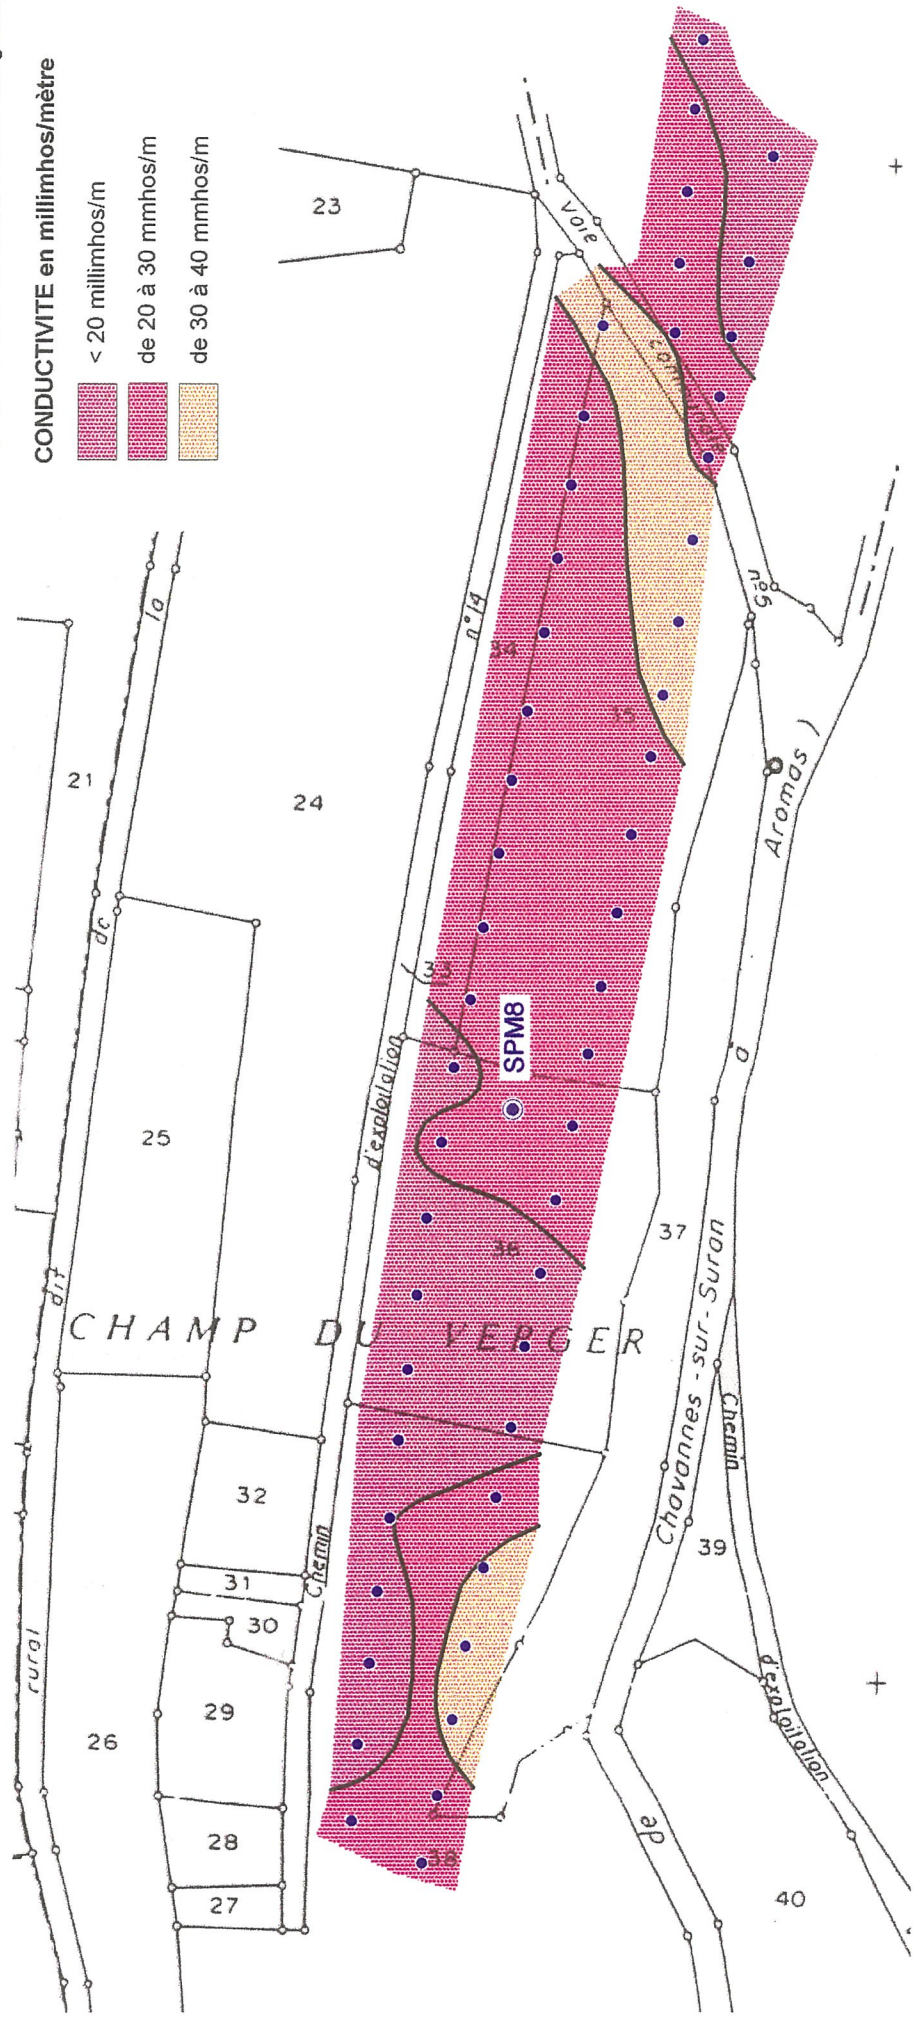 CONDUCTIVITE en millimhos/mètre
< 20 millimhos/m
de 20 à 30 mmhos/m
de 30 à 40 mmhos/m
23
Voie
communale
n°5
21
la
24
n°19
34
35
Aromas )
dc
33
SPM8
à
25
d'exploitation
36
37
dit
CHAMP DU VERGER
Chavannes-sur-Suran
Chemin
32
31
30
Chemin
39
rural
26
29
28
27
38
d'exploitation
de
40